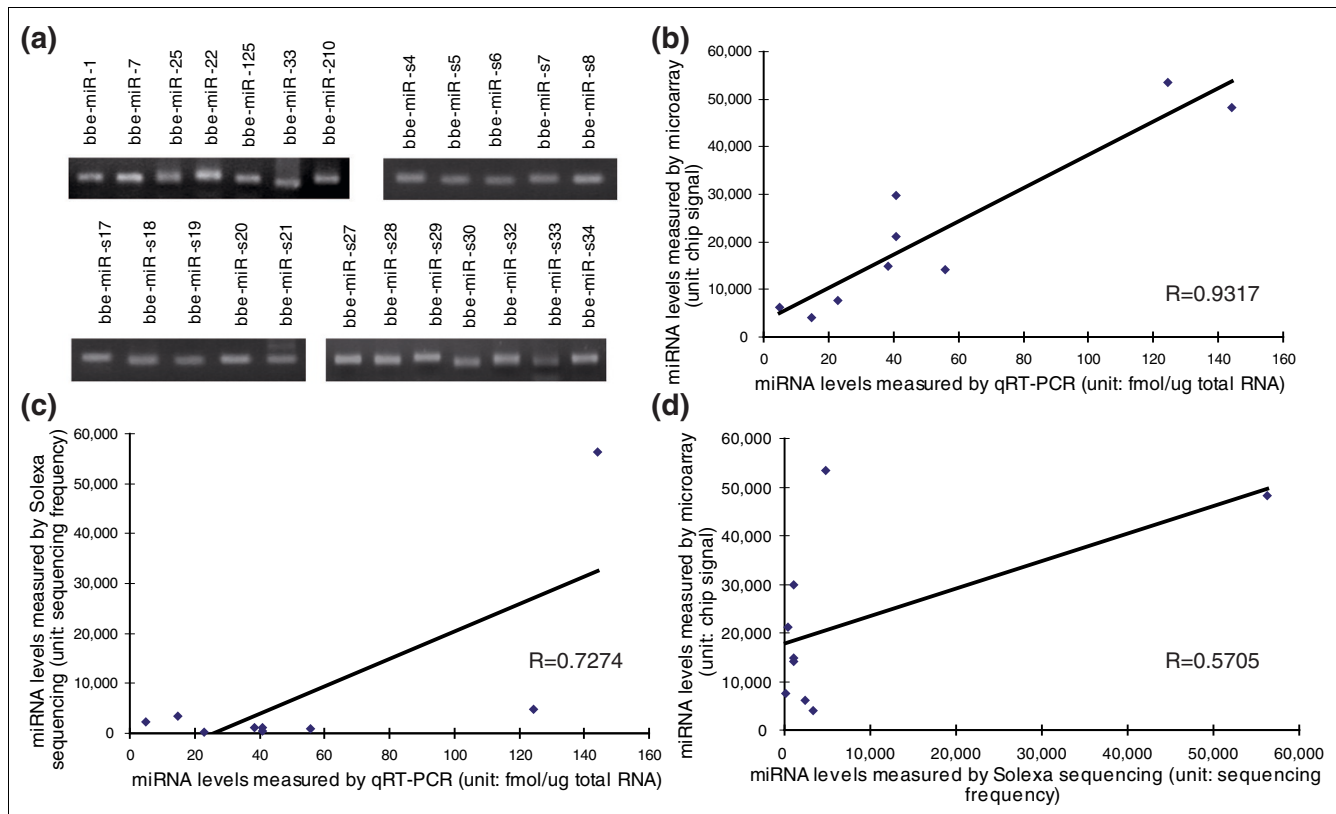 (a)
bbe-miR-1
bbe-miR-7
bbe-miR-25
bbe-miR-22
bbe-miR-125
bbe-miR-33
bbe-miR-210
bbe-miR-s4
bbe-miR-s5
bbe-miR-s6
bbe-miR-s7
bbe-miR-s8
bbe-miR-s17
bbe-miR-s18
bbe-miR-s19
bbe-miR-s20
bbe-miR-s21
bbe-miR-s27
bbe-miR-s28
bbe-miR-s29
bbe-miR-s30
bbe-miR-s32
bbe-miR-s33
bbe-miR-s34
(b)
miRNA levels measured by microarray
(unit: chip signal)
60,000
50,000
40,000
30,000
20,000
10,000
0
R=0.9317
0 20 40 60 80 100 120 140 160
miRNA levels measured by qRT-PCR (unit: fmol/ug total RNA)
(c)
miRNA levels measured by Solexa
sequencing (unit: sequencing frequency)
60,000
50,000
40,000
30,000
20,000
10,000
0
R=0.7274
0 20 40 60 80 100 120 140 160
miRNA levels measured by qRT-PCR (unit: fmol/ug total RNA)
(d)
miRNA levels measured by microarray
(unit: chip signal)
60,000
50,000
40,000
30,000
20,000
10,000
0
R=0.5705
0 10,000 20,000 30,000 40,000 50,000 60,000
miRNA levels measured by Solexa sequencing (unit: sequencing
frequency)